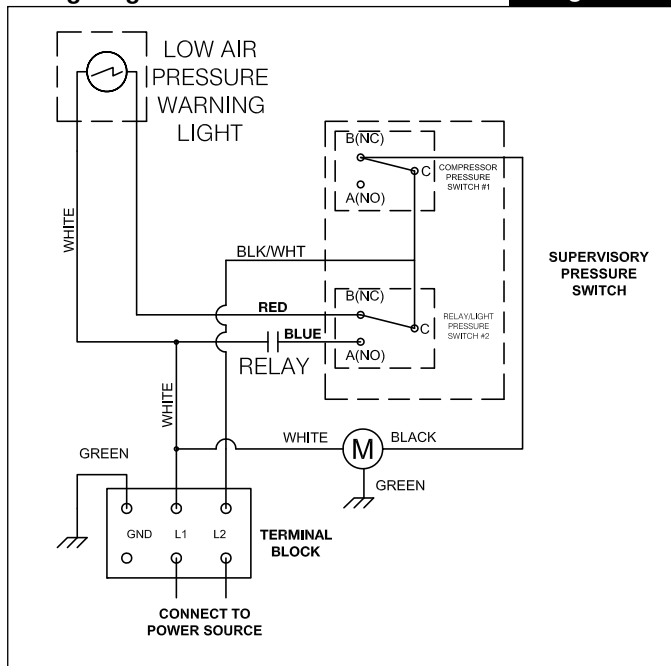 LOW AIR
PRESSURE
WARNING
LIGHT
B(NC)
C
COMPRESSOR
PRESSURE
SWITCH #1
A(NO)
WHITE
BLK/WHT
SUPERVISORY
PRESSURE
SWITCH
RED
B(NC)
BLUE
C
RELAY/LIGHT
PRESSURE
SWITCH #2
A(NO)
RELAY
WHITE
WHITE
M
BLACK
GREEN
GREEN
GND
L1
L2
TERMINAL
BLOCK
CONNECT TO
POWER SOURCE